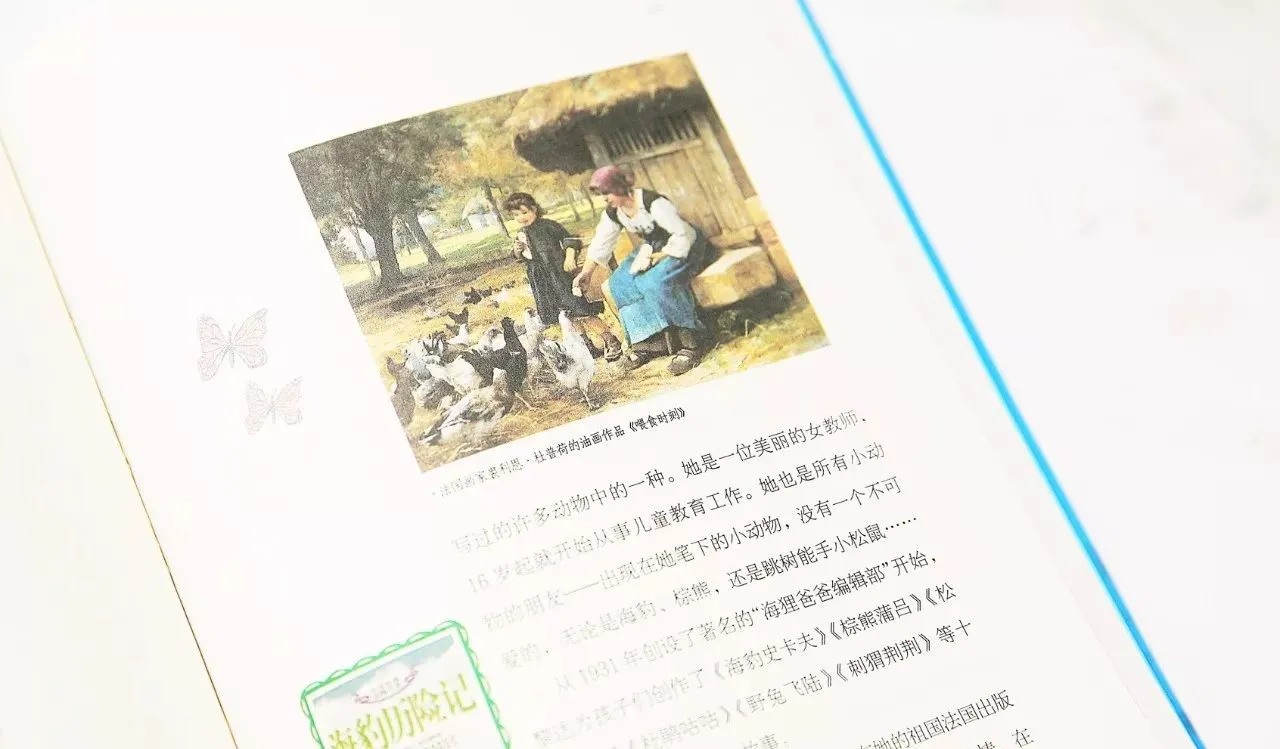 ·法国画家裘利恩·杜普荷的油画作品《喂食时刻》
写过的许多动物中的一种。她是一位美丽的女教师,
16 岁起就开始从事儿童教育工作。她也是所有小动
物的朋友——出现在她笔下的小动物,没有一个不可
爱的,无论是海豹、棕熊,还是跳树能手小松鼠……
从 1931 年创设了著名的“海狸爸爸编辑部”开始,
黎达为孩子们创作了《海豹史卡夫》《棕熊蒲吕》《松
《杜鹃咕咕》《野兔飞陆》《刺猬荆荆》等十
故事。
她的祖国法国出版
在
海豹历险记